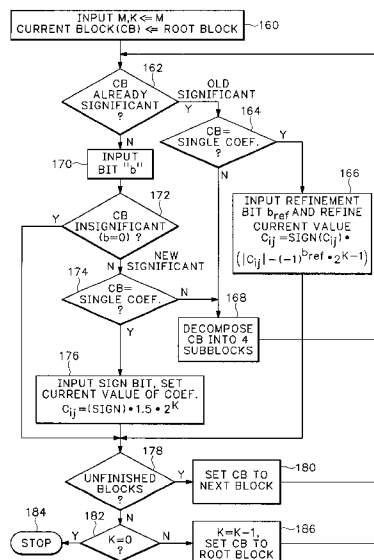 INPUT M,K<=M
CURRENT BLOCK(CB) <= ROOT BLOCK
160
162
CB
ALREADY
SIGNIFICANT
?
Y
N
OLD
SIGNIFICANT
164
CB=
SINGLE COEF.
?
Y
N
166
INPUT REFINEMENT
BIT bref AND REFINE
CURRENT VALUE
Cij=SIGN(Cij)•
(|Cij|-(-1)^bref•2^K-1)
170
INPUT
BIT "b"
172
CB
INSIGNIFICANT
(b=0) ?
Y
N
NEW
SIGNIFICANT
174
CB=
SINGLE COEF.
?
N
Y
168
DECOMPOSE
CB INTO 4
SUBBLOCKS
176
INPUT SIGN BIT, SET
CURRENT VALUE OF COEF.
Cij=(SIGN)•1.5•2^K
178
UNFINISHED
BLOCKS
?
Y
N
180
SET CB TO
NEXT BLOCK
184
STOP
182
K=0
?
Y
N
186
K=K-1,
SET CB TO
ROOT BLOCK